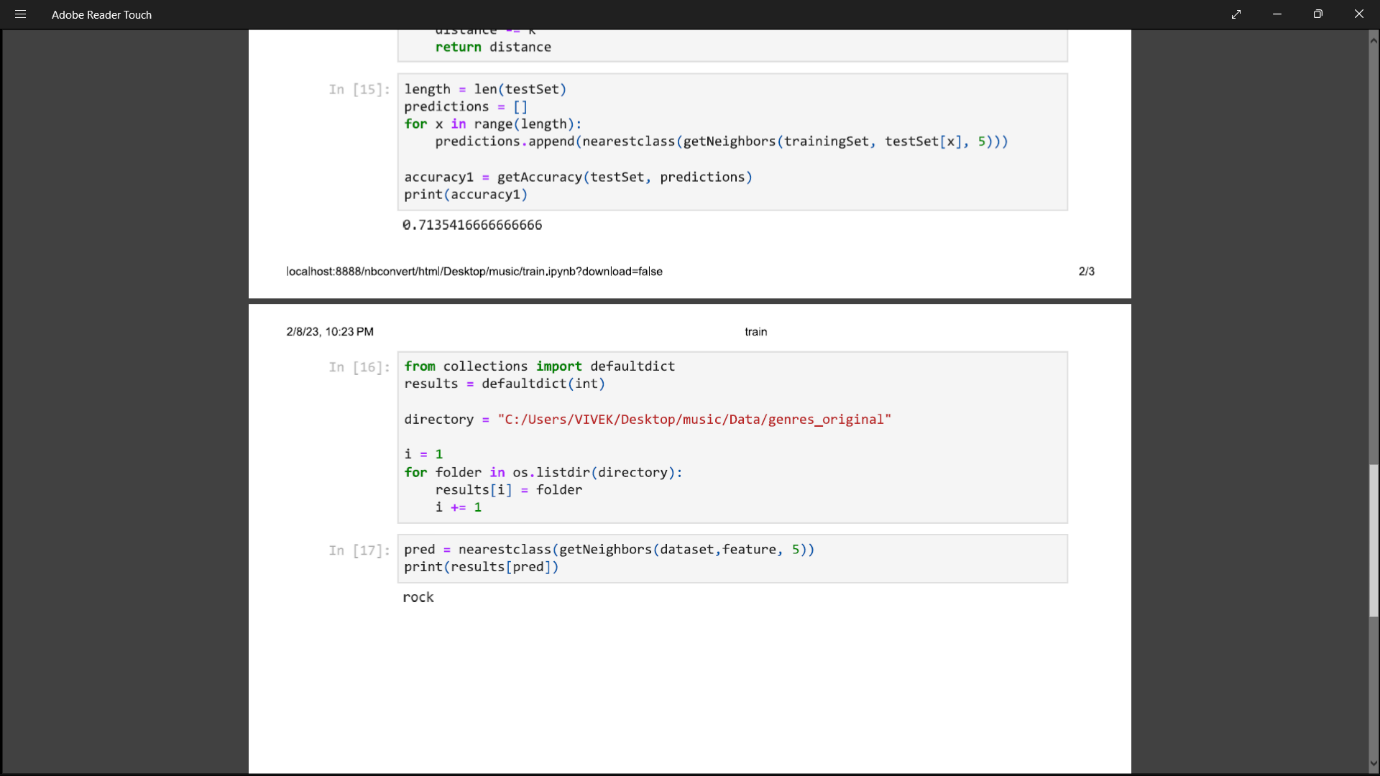 Adobe Reader Touch
distance -= k
return distance
In [15]:
length = len(testSet)
predictions = []
for x in range(length):
predictions.append(nearestclass(getNeighbors(trainingSet, testSet[x], 5)))
accuracy1 = getAccuracy(testSet, predictions)
print(accuracy1)
0.7135416666666666
localhost:8888/nbconvert/html/Desktop/music/train.ipynb?download=false
2/3
2/8/23, 10:23 PM
train
In [16]:
from collections import defaultdict
results = defaultdict(int)
directory = "C:/Users/VIVEK/Desktop/music/Data/genres_original"
i = 1
for folder in os.listdir(directory):
results[i] = folder
i += 1
In [17]:
pred = nearestclass(getNeighbors(dataset,feature, 5))
print(results[pred])
rock